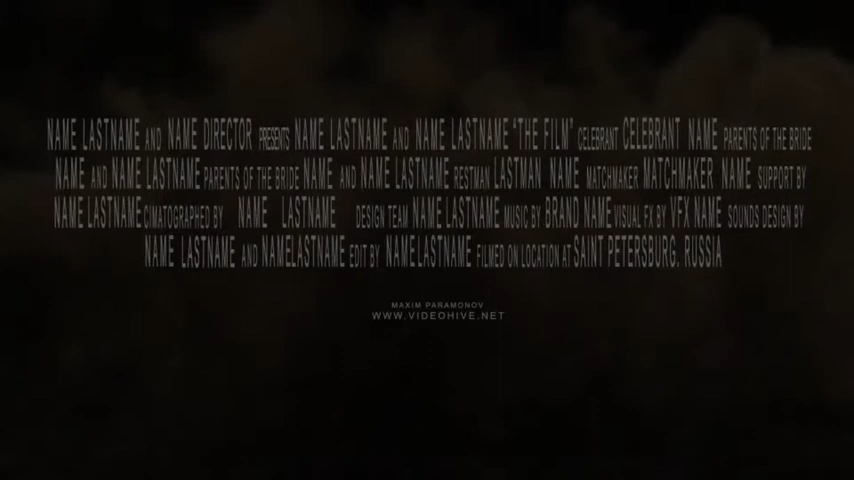 NAME LASTNAME AND NAME DIRECTOR PRESENTS NAME LASTNAME AND NAME LASTNAME "THE FILM" CELEBRANT CELEBRANT NAME PARENTS OF THE BRIDE
NAME AND NAME LASTNAME PARENTS OF THE BRIDE NAME AND NAME LASTNAME RESTMAN LASTMAN NAME MATCHMAKER MATCHMAKER NAME SUPPORT BY
NAME LASTNAME CIMATOGRAPHED BY NAME LASTNAME DESIGN TEAM NAME LASTNAME MUSIC BY BRAND NAME VISUAL FX BY VFX NAME SOUNDS DESIGN BY
NAME LASTNAME AND NAMELASTNAME EDIT BY NAME LASTNAME FILMED ON LOCATION AT SAINT PETERSBURG. RUSSIA
MAXIM PARAMONOV
WWW.VIDEOHIVE.NET